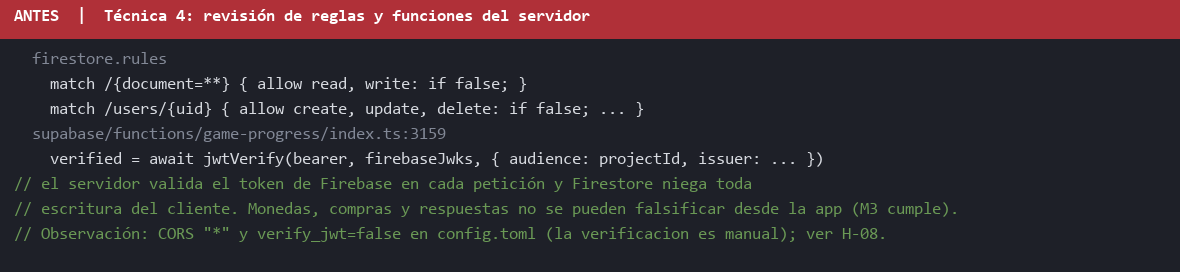 ANTES | Técnica 4: revisión de reglas y funciones del servidor
firestore.rules
match /{document=**} { allow read, write: if false; }
match /users/{uid} { allow create, update, delete: if false; ... }
supabase/functions/game-progress/index.ts:3159
verified = await jwtVerify(bearer, firebaseJwks, { audience: projectId, issuer: ... })
// el servidor valida el token de Firebase en cada petición y Firestore niega toda
// escritura del cliente. Monedas, compras y respuestas no se pueden falsificar desde la app (M3 cumple).
// Observación: CORS "*" y verify_jwt=false en config.toml (la verificacion es manual); ver H-08.